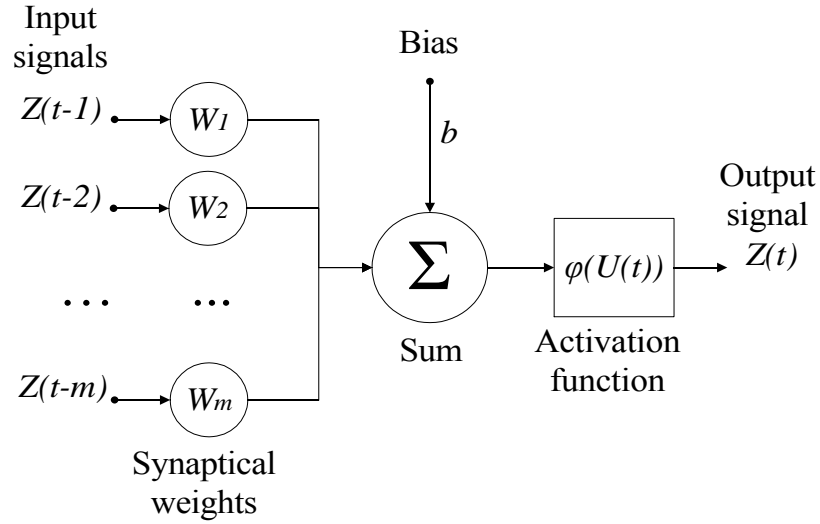 Input
signals
Z(t-1)
W1
Z(t-2)
W2
... ...
Z(t-m)
Wm
Synaptical
weights
Bias
b
Σ
Sum
φ(U(t))
Activation
function
Output
signal
Z(t)